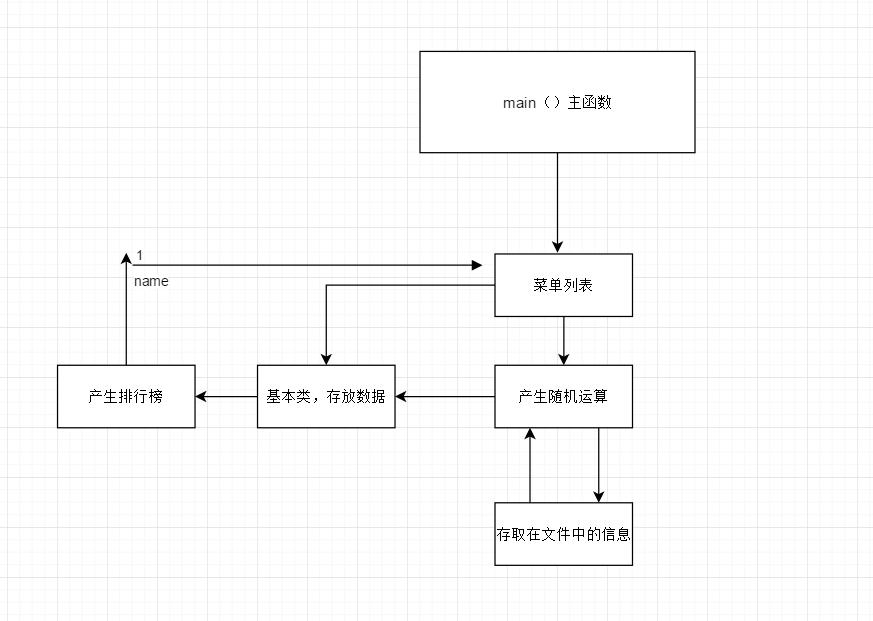 main（）主函数
1
name
菜单列表
产生排行榜
基本类，存放数据
产生随机运算
存取在文件中的信息